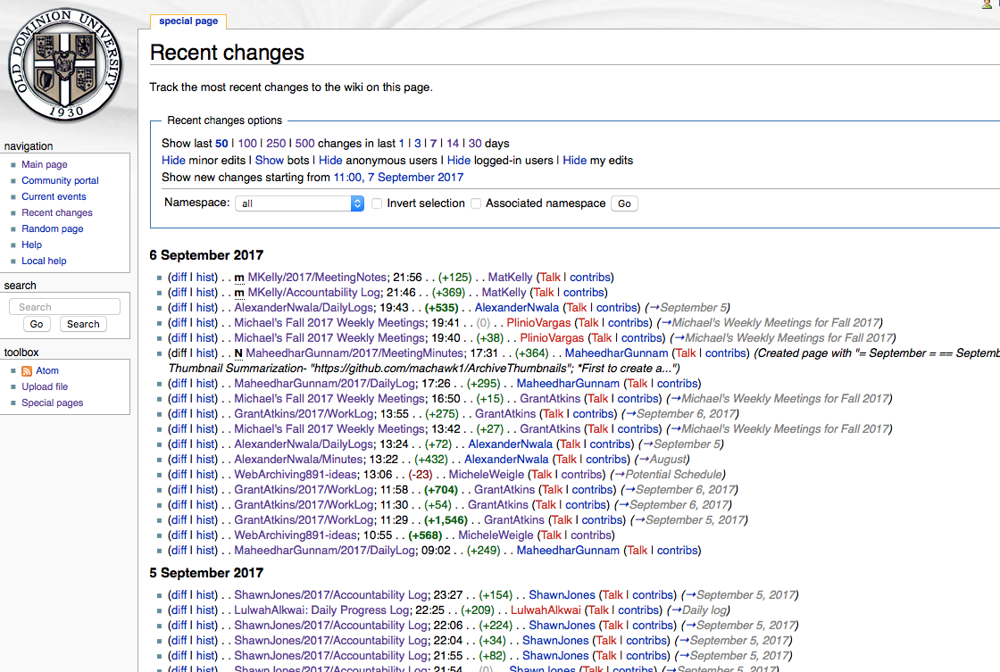 OLD DOMINION UNIVERSITY
1930
special page
Recent changes
Track the most recent changes to the wiki on this page.
Recent changes options
Show last 50 | 100 | 250 | 500 changes in last 1 | 3 | 7 | 14 | 30 days
Hide minor edits | Show bots | Hide anonymous users | Hide logged-in users | Hide my edits
Show new changes starting from 11:00, 7 September 2017
Namespace: all Invert selection Associated namespace Go
navigation
Main page
Community portal
Current events
Recent changes
Random page
Help
Local help
search
Search
Go Search
toolbox
Atom
Upload file
Special pages
6 September 2017
(diff | hist) . . m MKelly/2017/MeetingNotes; 21:56 . . (+125) . . MatKelly (Talk | contribs)
(diff | hist) . . m MKelly/Accountability Log; 21:46 . . (+369) . . MatKelly (Talk | contribs)
(diff | hist) . . AlexanderNwala/DailyLogs; 19:43 . . (+535) . . AlexanderNwala (Talk | contribs) (→September 5)
(diff | hist) . . Michael's Fall 2017 Weekly Meetings; 19:41 . . (0) . . PlinioVargas (Talk | contribs) (→Michael's Weekly Meetings for Fall 2017)
(diff | hist) . . Michael's Fall 2017 Weekly Meetings; 19:40 . . (+38) . . PlinioVargas (Talk | contribs) (→Michael's Weekly Meetings for Fall 2017)
(diff | hist) . . N MaheedharGunnam/2017/MeetingMinutes; 17:31 . . (+364) . . MaheedharGunnam (Talk | contribs) (Created page with "= September = == Septemb
Thumbnail Summarization- "https://github.com/machawk1/ArchiveThumbnails"; *First to create a...")
(diff | hist) . . MaheedharGunnam/2017/DailyLog; 17:26 . . (+295) . . MaheedharGunnam (Talk | contribs)
(diff | hist) . . Michael's Fall 2017 Weekly Meetings; 16:50 . . (+15) . . GrantAtkins (Talk | contribs) (→Michael's Weekly Meetings for Fall 2017)
(diff | hist) . . GrantAtkins/2017/WorkLog; 13:55 . . (+275) . . GrantAtkins (Talk | contribs) (→September 6, 2017)
(diff | hist) . . Michael's Fall 2017 Weekly Meetings; 13:42 . . (+27) . . GrantAtkins (Talk | contribs) (→Michael's Weekly Meetings for Fall 2017)
(diff | hist) . . AlexanderNwala/DailyLogs; 13:24 . . (+72) . . AlexanderNwala (Talk | contribs) (→September 5)
(diff | hist) . . AlexanderNwala/Minutes; 13:22 . . (+432) . . AlexanderNwala (Talk | contribs) (→August)
(diff | hist) . . WebArchiving891-ideas; 13:06 . . (-23) . . MicheleWeigle (Talk | contribs) (→Potential Schedule)
(diff | hist) . . GrantAtkins/2017/WorkLog; 11:58 . . (+704) . . GrantAtkins (Talk | contribs) (→September 6, 2017)
(diff | hist) . . GrantAtkins/2017/WorkLog; 11:30 . . (+54) . . GrantAtkins (Talk | contribs) (→September 6, 2017)
(diff | hist) . . GrantAtkins/2017/WorkLog; 11:29 . . (+1,546) . . GrantAtkins (Talk | contribs) (→September 5, 2017)
(diff | hist) . . WebArchiving891-ideas; 10:55 . . (+568) . . MicheleWeigle (Talk | contribs)
(diff | hist) . . MaheedharGunnam/2017/DailyLog; 09:02 . . (+249) . . MaheedharGunnam (Talk | contribs)
5 September 2017
(diff | hist) . . ShawnJones/2017/Accountability Log; 23:27 . . (+154) . . ShawnJones (Talk | contribs) (→September 5, 2017)
(diff | hist) . . LulwahAlkwai: Daily Progress Log; 22:25 . . (+209) . . LulwahAlkwai (Talk | contribs) (→Daily log)
(diff | hist) . . ShawnJones/2017/Accountability Log; 22:06 . . (+224) . . ShawnJones (Talk | contribs) (→September 5, 2017)
(diff | hist) . . ShawnJones/2017/Accountability Log; 22:04 . . (+34) . . ShawnJones (Talk | contribs) (→September 5, 2017)
(diff | hist) . . ShawnJones/2017/Accountability Log; 21:55 . . (+82) . . ShawnJones (Talk | contribs) (→September 5, 2017)
(diff | hist) . . ShawnJones/2017/Accountability Log; 21:54 . . (0) . . ShawnJones (Talk | contribs) (→September 5, 2017)